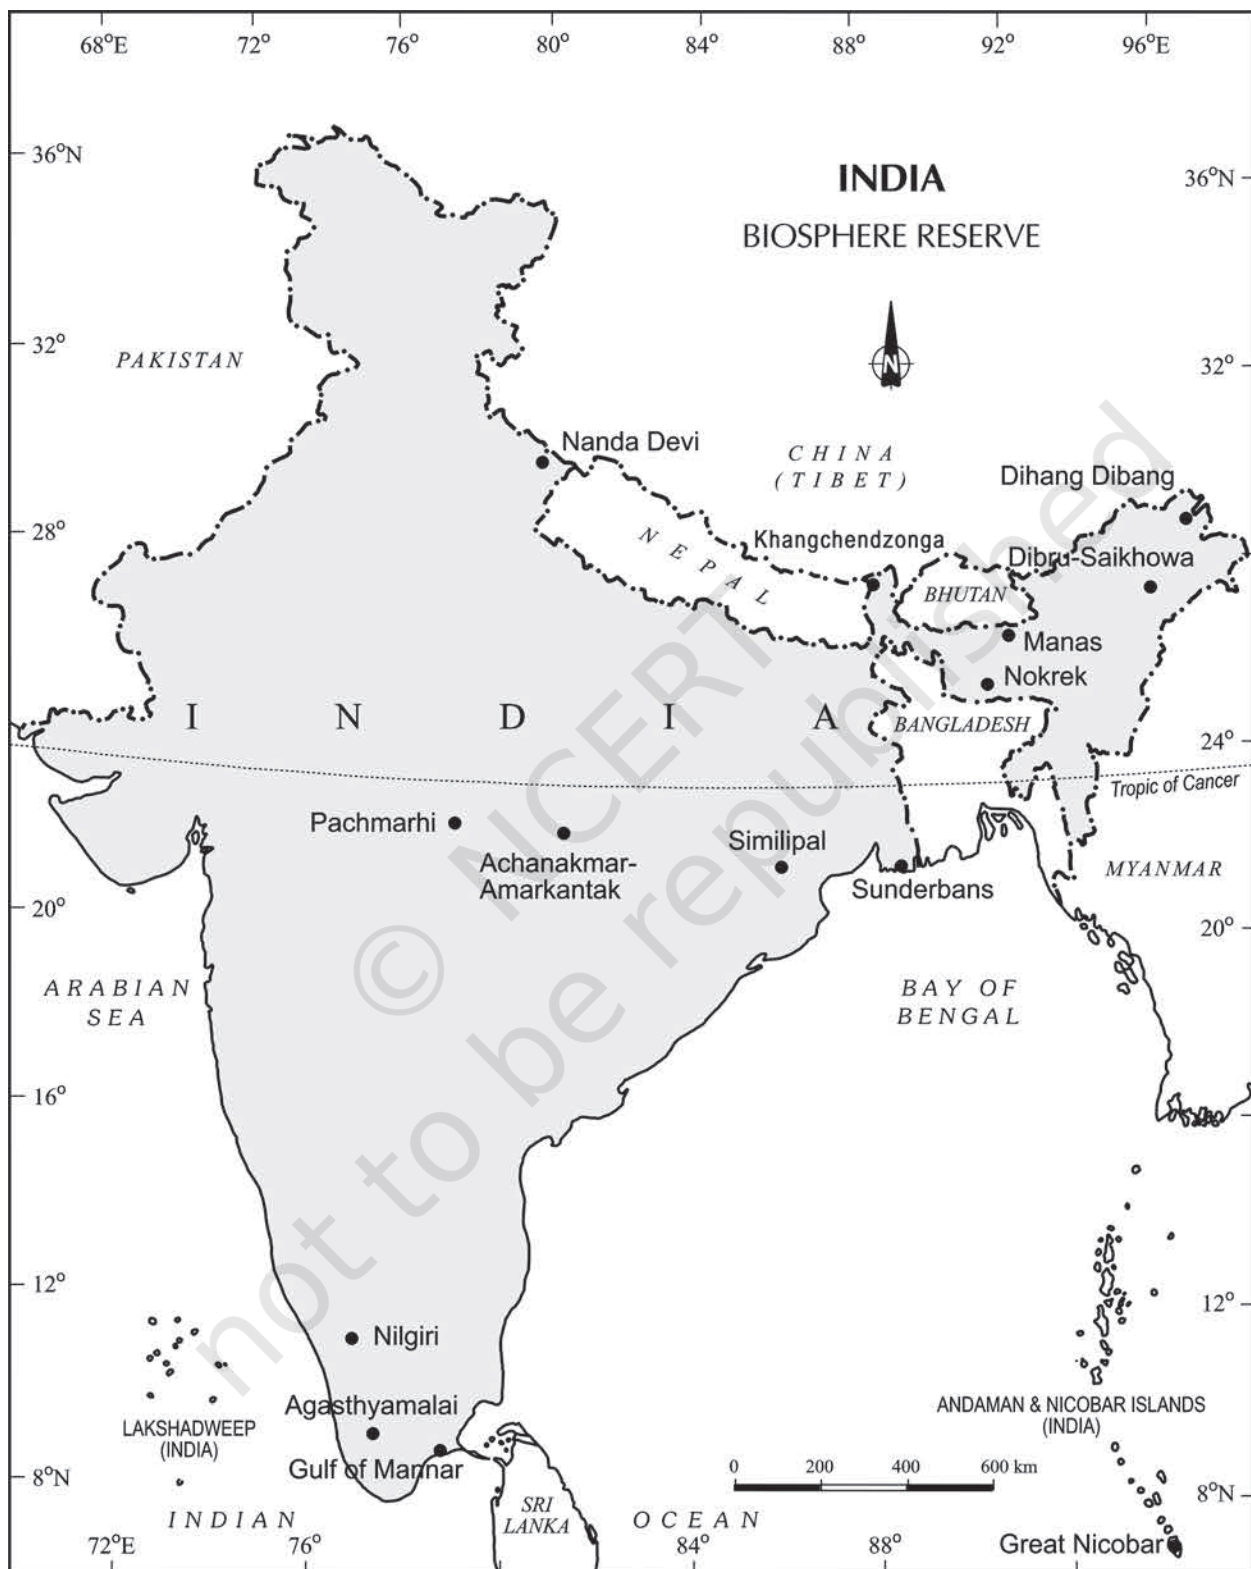 68°E 72° 76° 80° 84° 88° 92° 96°E
36°N
INDIA
36°N
BIOSPHERE RESERVE
32°
PAKISTAN
N
32°
Nanda Devi
CHINA
(TIBET)
Dihang Dibang
28°
NEPAL
Khangchendzonga
Dibru-Saikhowa
BHUTAN
Manas
Nokrek
INDIA
BANGLADESH
24°
Tropic of Cancer
Pachmarhi
Achanakmar-
Amarkantak
Similipal
Sunderbans
MYANMAR
20°
20°
ARABIAN
SEA
BAY OF
BENGAL
16°
12°
12°
Nilgiri
Agasthyamalai
LAKSHADWEEP
(INDIA)
Gulf of Mannar
ANDAMAN & NICOBAR ISLANDS
(INDIA)
0 200 400 600 km
8°N
8°N
SRI
LANKA
INDIAN OCEAN
Great Nicobar
72°E 76° 84° 88°
© NCERT
not to be republished